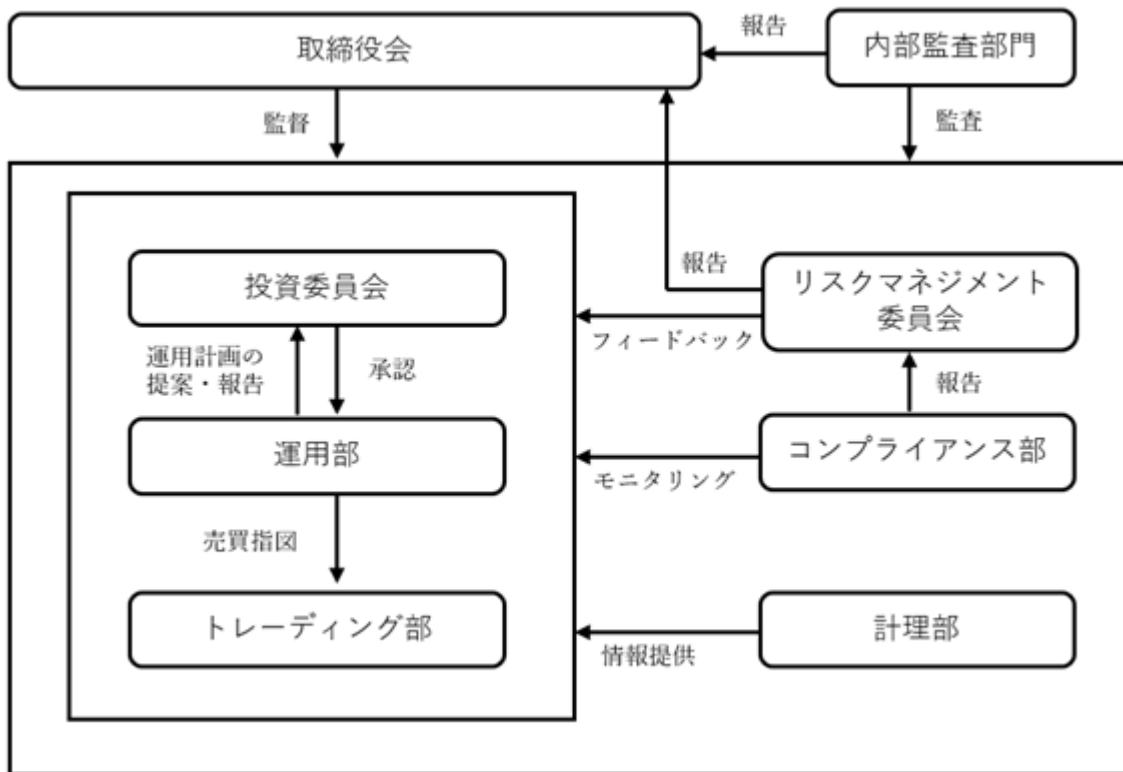 取締役会
報告
内部監査部門
監督
監査
投資委員会
報告
リスクマネジメント
委員会
フィードバック
運用計画の
提案・報告
承認
報告
運用部
コンプライアンス部
モニタリング
売買指図
トレーディング部
計理部
情報提供